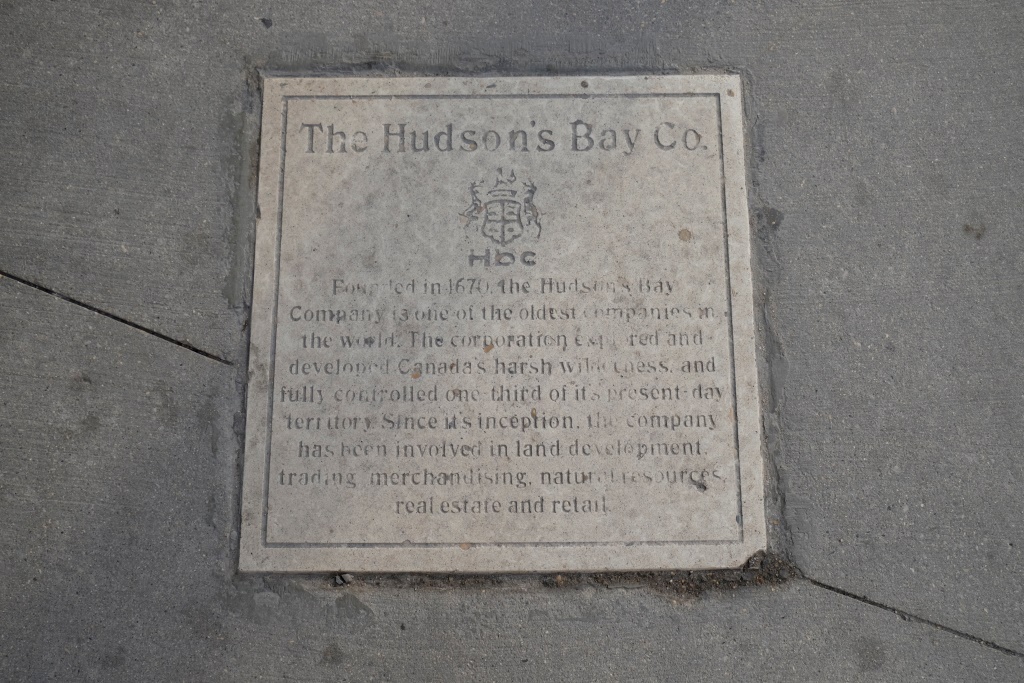 The Hudson's Bay Co.
Hbc
Founded in 1670, the Hudson's Bay
Company is one of the oldest companies in
the world. The corporation explored and
developed Canada's harsh wilderness, and
fully controlled one-third of its present-day
territory. Since it's inception, the company
has been involved in land development,
trading, merchandising, natural resources,
real estate and retail.